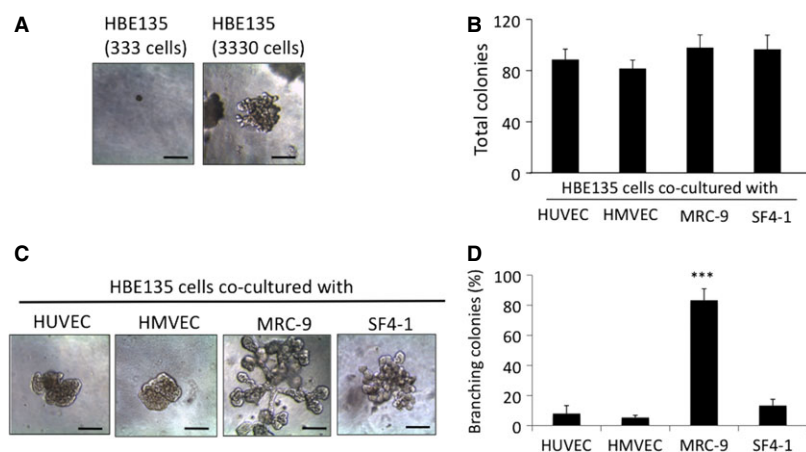 A
HBE135
(333 cells)
HBE135
(3330 cells)
B
Total colonies
120
80
40
0
HBE135 cells co-cultured with
HUVEC HMVEC MRC-9 SF4-1
C
HBE135 cells co-cultured with
HUVEC HMVEC MRC-9 SF4-1
D
Branching colonies (%)
100
80
60
40
20
0
***
HUVEC HMVEC MRC-9 SF4-1